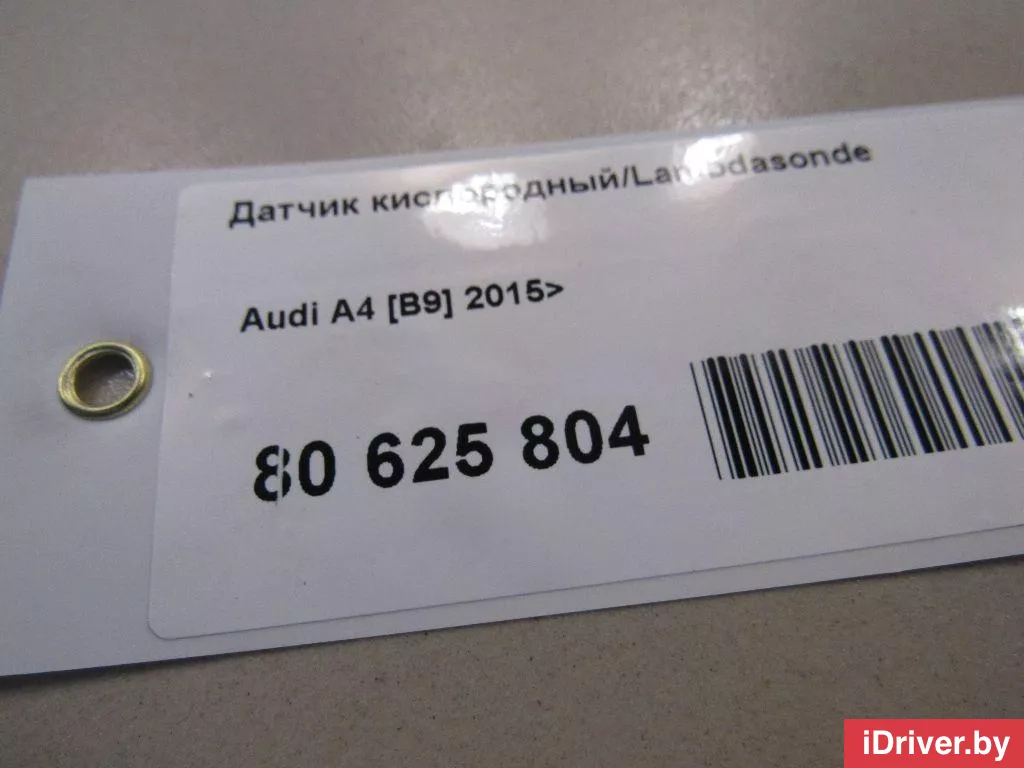 Датчик кислородный/Lambdasonde
Audi A4 [B9] 2015>
80 625 804
iDriver.by